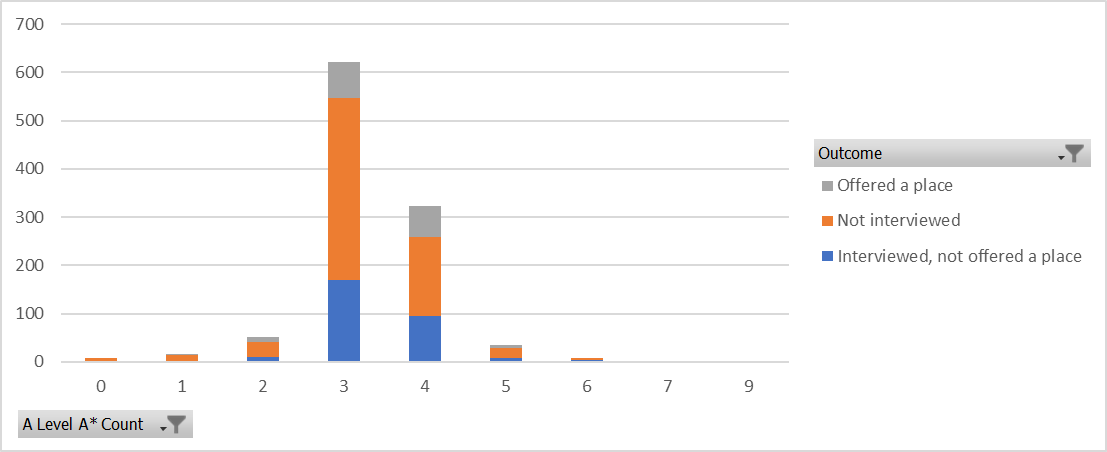 700
600
500
400
300
200
100
0
0 1 2 3 4 5 6 7 9
Outcome
Offered a place
Not interviewed
Interviewed, not offered a place
A Level A* Count